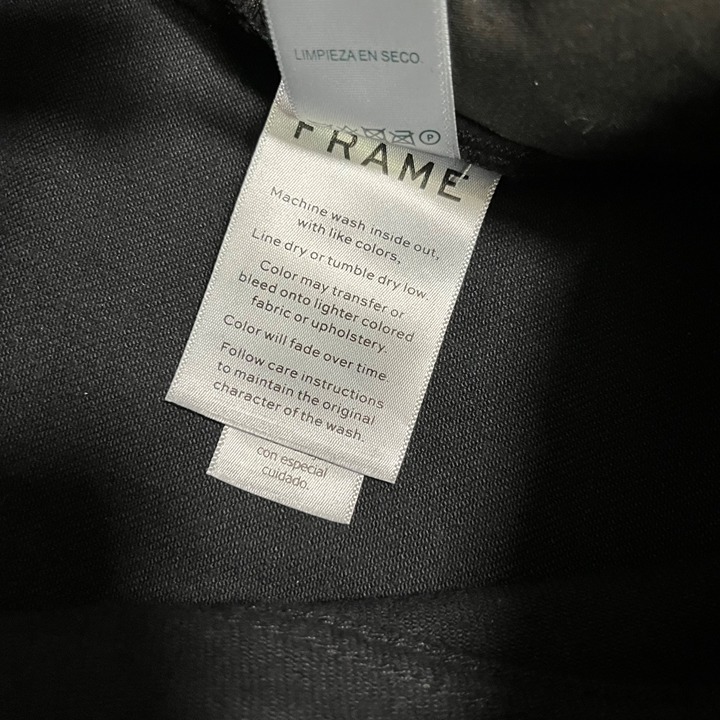 LIMPIEZA EN SECO.
P
FRAME
Machine wash inside out,
with like colors,
Line dry or tumble dry low.
Color may transfer or
bleed onto lighter colored
fabric or upholstery.
Color will fade over time.
Follow care instructions
to maintain the original
character of the wash.
con especial
cuidado.